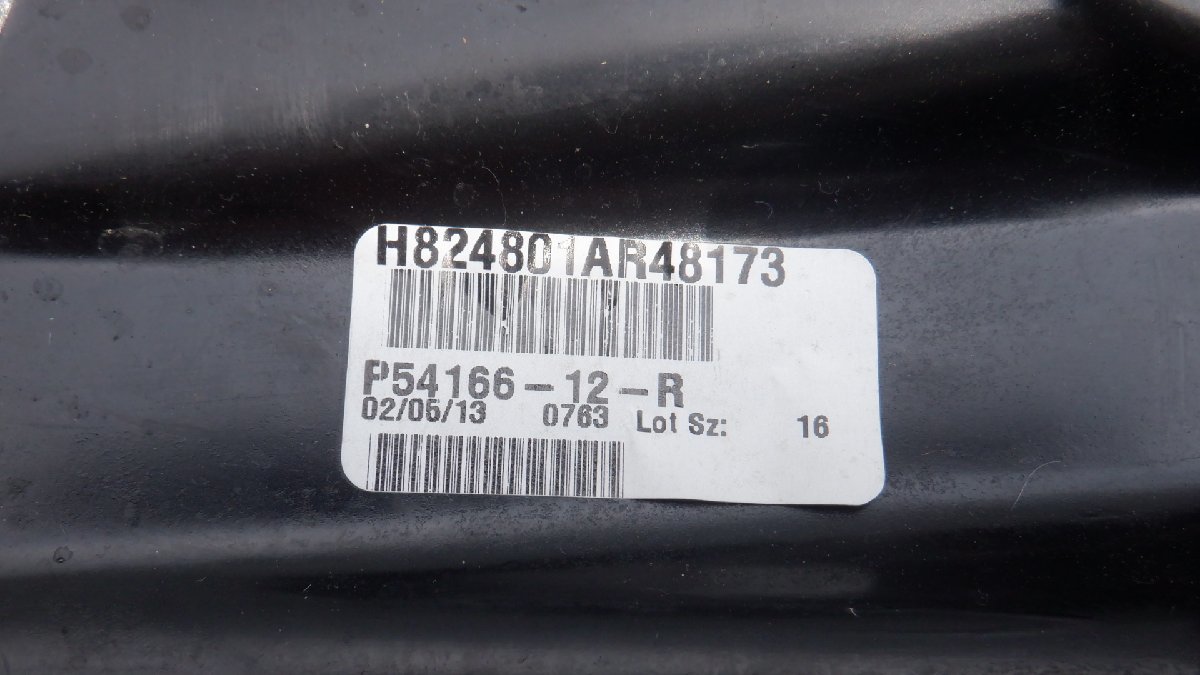 H824801AR48173
P54166-12-R
02/05/13 0763 Lot Sz: 16